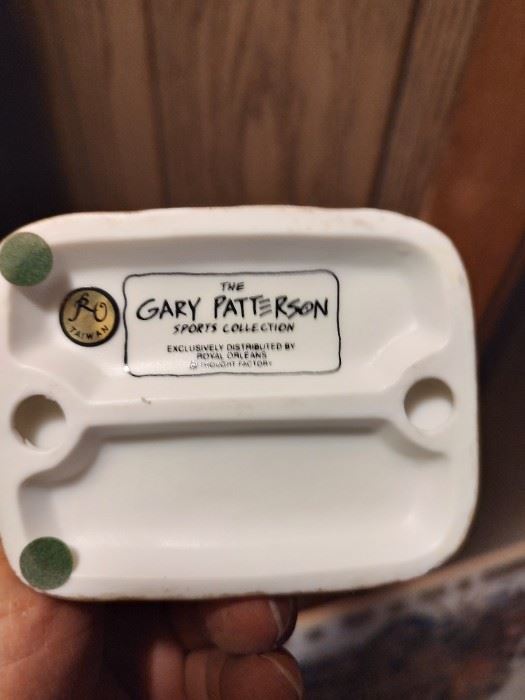 THE
GARY PATTERSON
SPORTS COLLECTION
EXCLUSIVELY DISTRIBUTED BY
ROYAL ORLEANS
© THOUGHT FACTORY
RO
TAIWAN